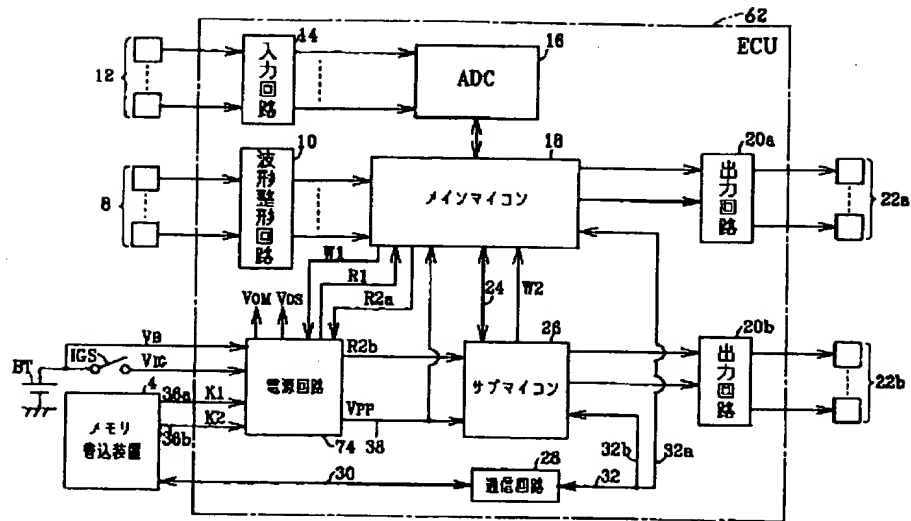 62
ECU
14
16
12
入力回路
ADC
10
18
20a
8
波形整形回路
メインマイコン
出力回路
22a
W1
R1
R2a
24
W2
VOM
VOS
26
20b
VB
BT
IGS
VIG
R2b
4
36a
K1
電源回路
サブマイコン
出力回路
22b
36b
K2
VPP
メモリ
書込装置
74
38
32b
32a
28
30
通信回路
32